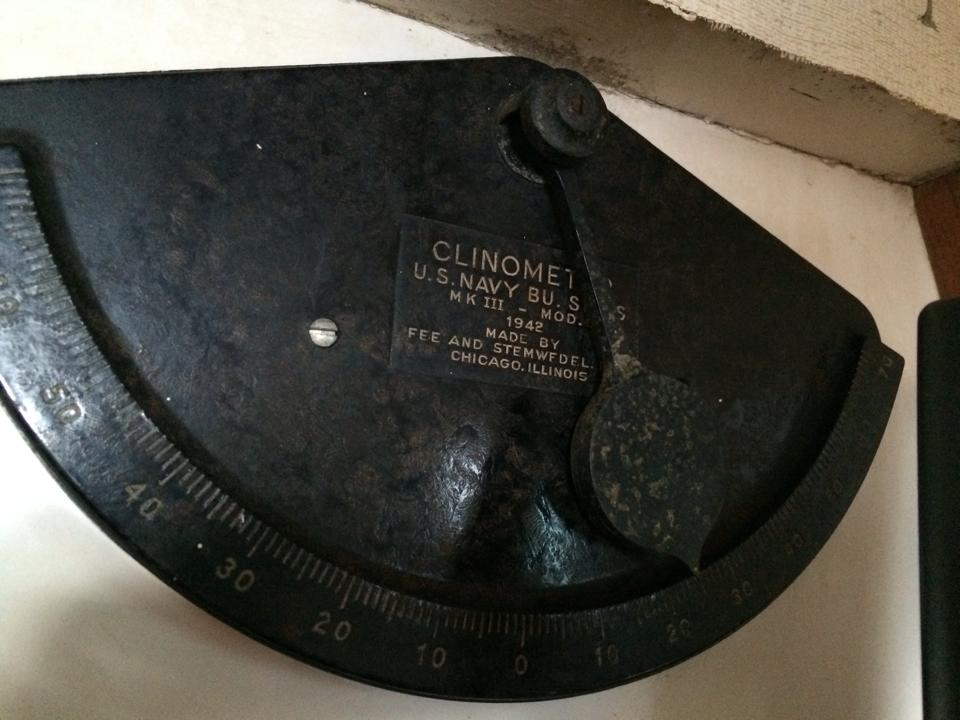 CLINOMET
U.S. NAVY BU. S S
MK III - MOD.
1942
MADE BY
FEE AND STEMWEDEL.
CHICAGO. ILLINOIS
50
40
30
20
10
0
10
20
30